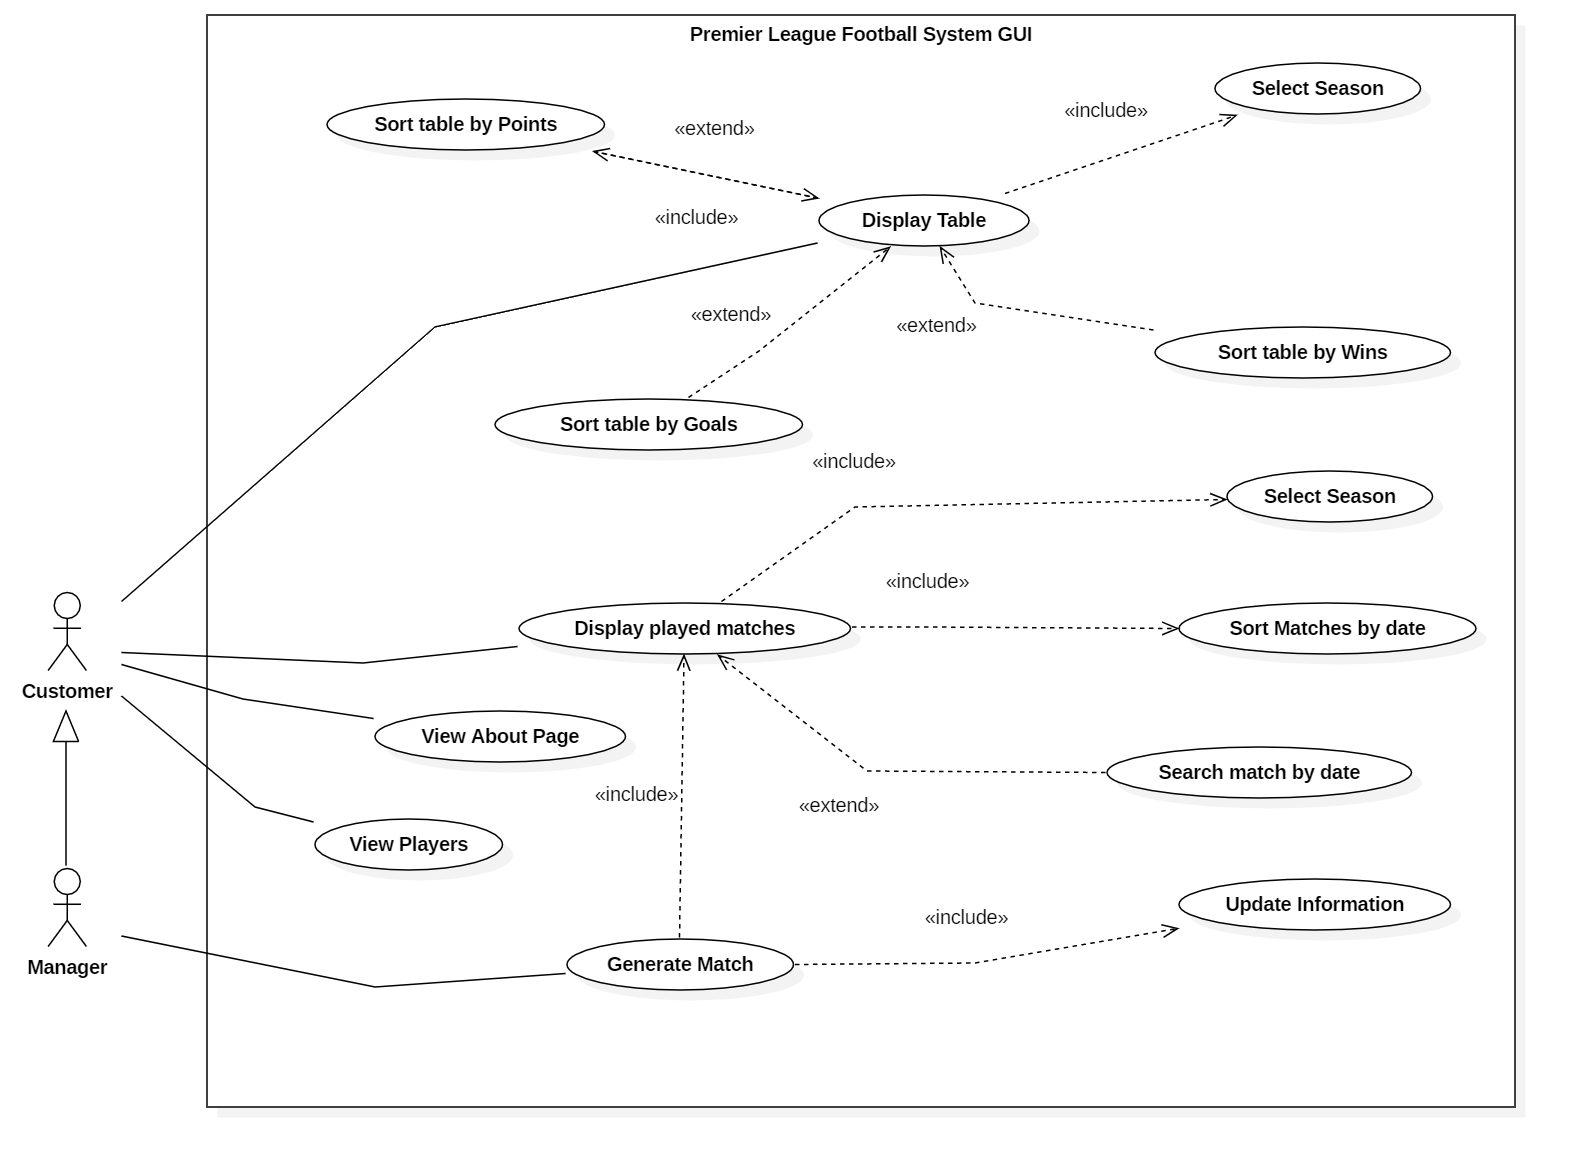 Premier League Football System GUI
Select Season
«include»
Sort table by Points
«extend»
«include»
Display Table
«extend»
«extend»
Sort table by Wins
Sort table by Goals
«include»
Select Season
«include»
Display played matches
Sort Matches by date
Customer
View About Page
Search match by date
«include»
«extend»
View Players
Update Information
«include»
Manager
Generate Match